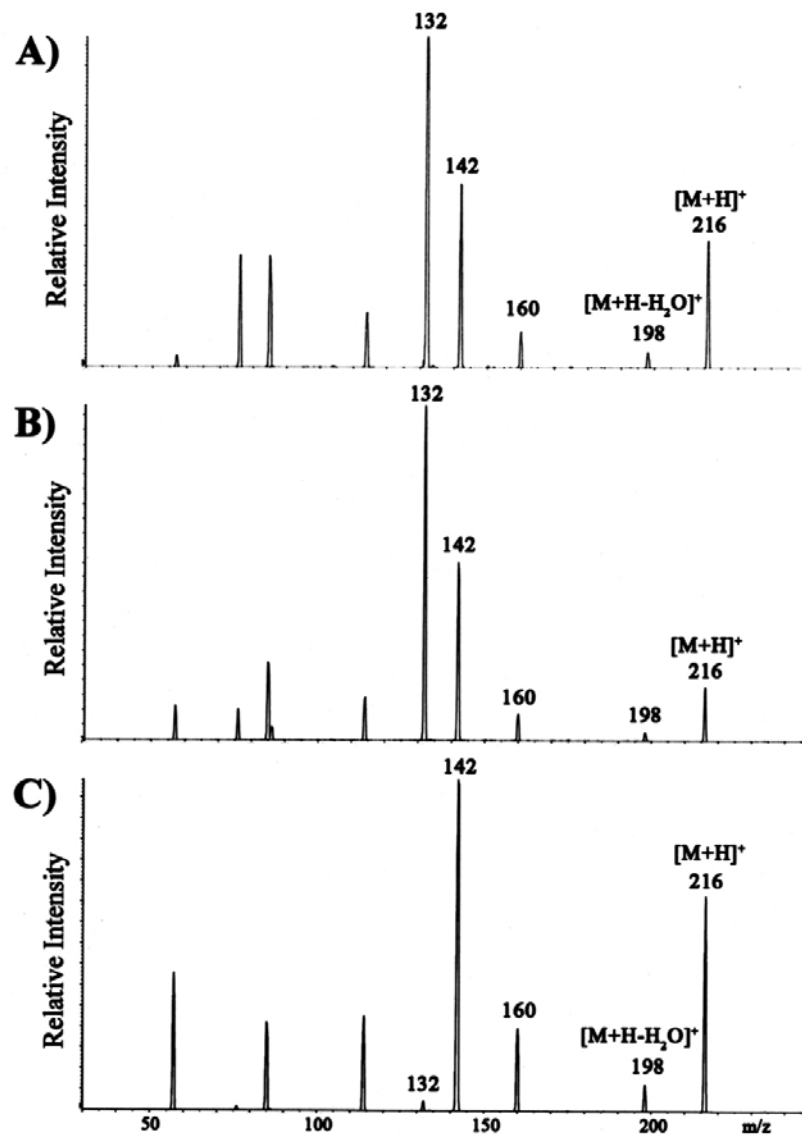 A)
Relative Intensity
132
142
160
[M+H-H₂O]⁺
198
[M+H]⁺
216
B)
Relative Intensity
132
142
160
198
[M+H]⁺
216
C)
Relative Intensity
132
142
160
[M+H-H₂O]⁺
198
[M+H]⁺
216
50 100 150 200 m/z